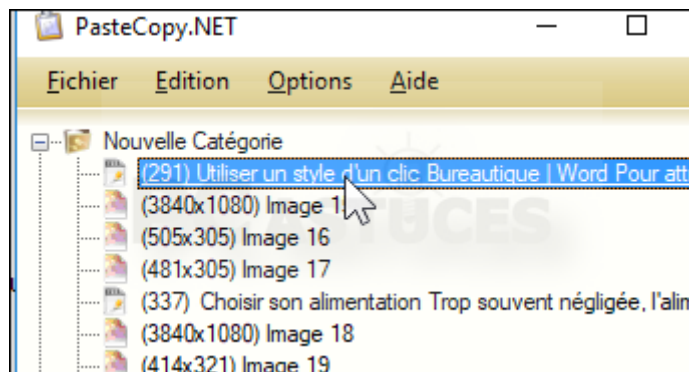 PasteCopy.NET
Fichier Edition Options Aide
Nouvelle Catégorie
(291) Utiliser un style d'un clic Bureautique | Word Pour att
(3840x1080) Image 1
(505x305) Image 16
(481x305) Image 17
(337) Choisir son alimentation Trop souvent négligée, l'alim
(3840x1080) Image 18
(414x321) Image 19
ASTUCES